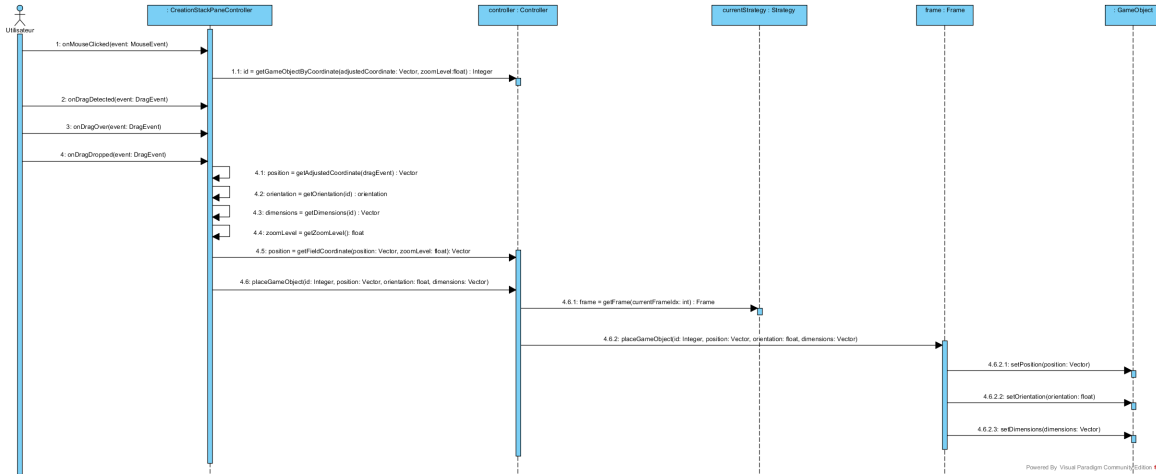 Utilisateur
: CreationStackPaneController
controller : Controller
currentStrategy : Strategy
frame : Frame
: GameObject
1: onMouseClicked(event: MouseEvent)
1.1: id = getGameObjectByCoordinate(adjustedCoordinate: Vector, zoomLevel:float) : Integer
2: onDragDetected(event: DragEvent)
3: onDragOver(event: DragEvent)
4: onDragDropped(event: DragEvent)
4.1: position = getAdjustedCoordinate(dragEvent) : Vector
4.2: orientation = getOrientation(id) : orientation
4.3: dimensions = getDimensions(id) : Vector
4.4: zoomLevel = getZoomLevel(): float
4.5: position = getFieldCoordinate(position: Vector, zoomLevel: float): Vector
4.6: placeGameObject(id: Integer, position: Vector, orientation: float, dimensions: Vector)
4.6.1: frame = getFrame(currentFrameIdx: int) : Frame
4.6.2: placeGameObject(id: Integer, position: Vector, orientation: float, dimensions: Vector)
4.6.2.1: setPosition(position: Vector)
4.6.2.2: setOrientation(orientation: float)
4.6.2.3: setDimensions(dimensions: Vector)
Powered By Visual Paradigm Community Edition